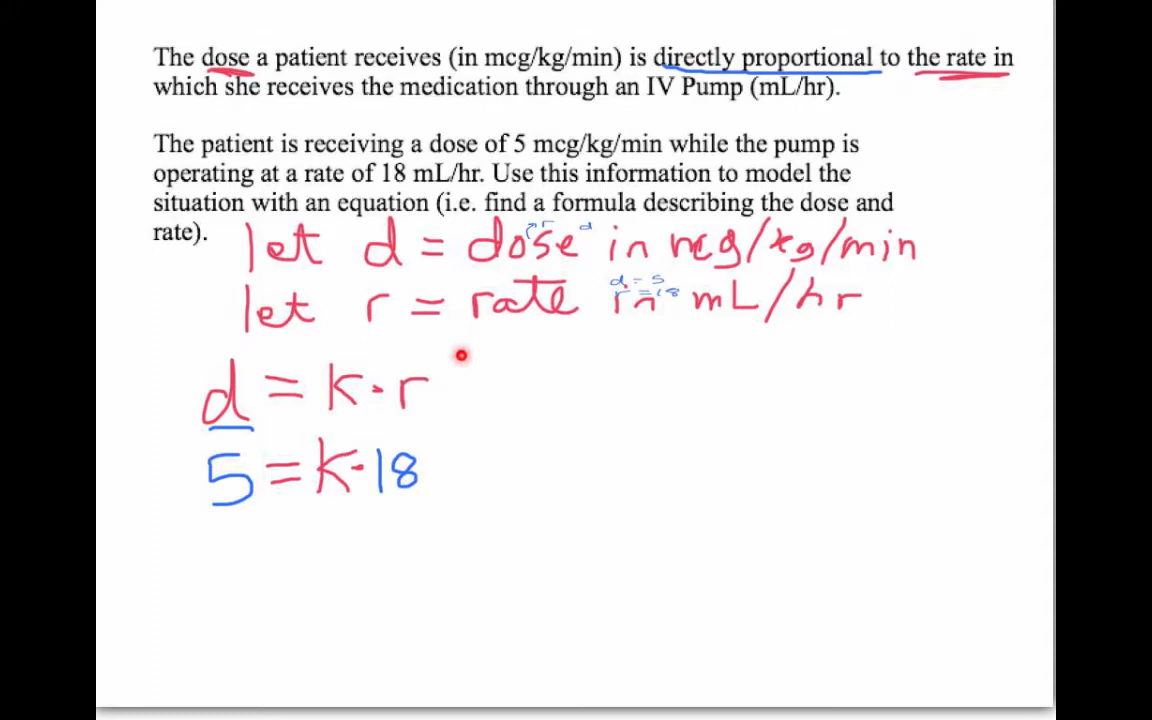 The dose a patient receives (in mcg/kg/min) is directly proportional to the rate in
which she receives the medication through an IV Pump (mL/hr).
The patient is receiving a dose of 5 mcg/kg/min while the pump is
operating at a rate of 18 mL/hr. Use this information to model the
situation with an equation (i.e. find a formula describing the dose and
rate).
let d = dose in mcg/kg/min
d = 5
r = 18
let r = rate in mL/hr
d = k · r
5 = k · 18